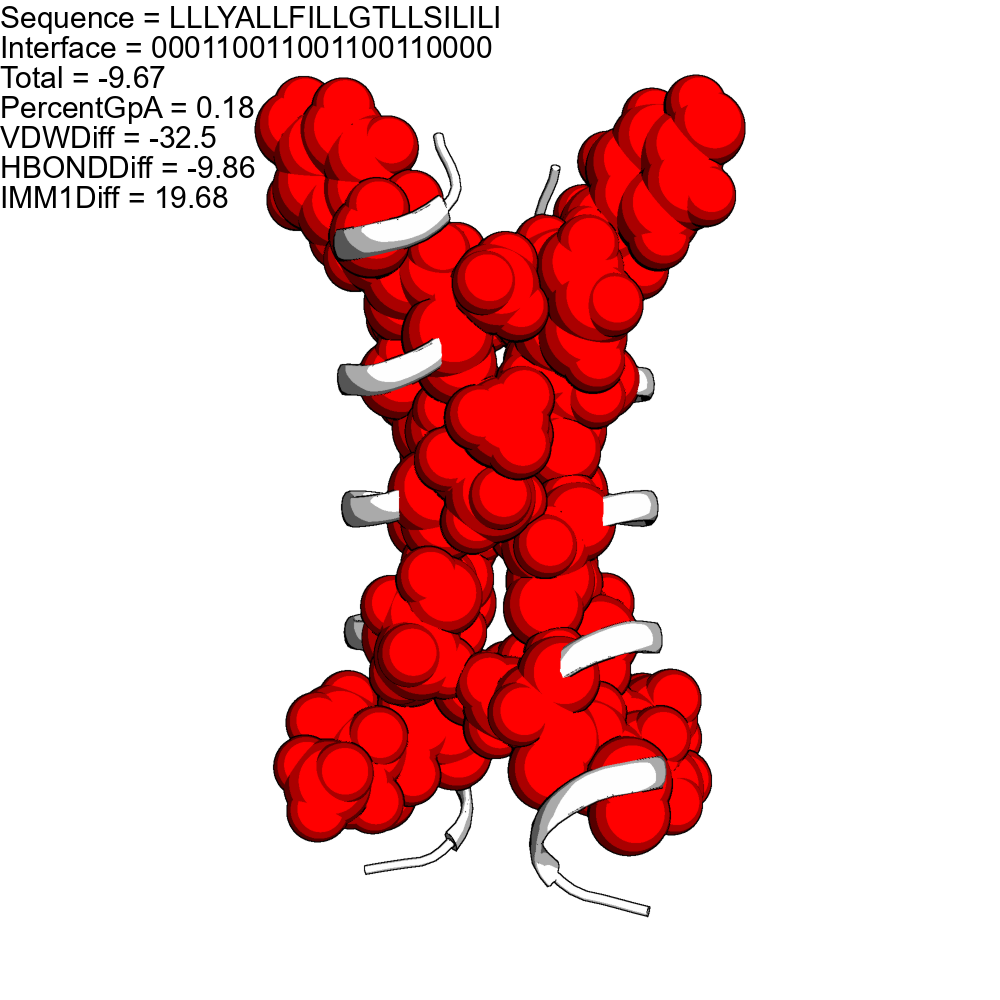 Sequence = LLLYALLFILLGTLLSILILI
Interface = 000110011001100110000
Total = -9.67
PercentGpA = 0.18
VDWDiff = -32.5
HBONDDiff = -9.86
IMM1Diff = 19.68